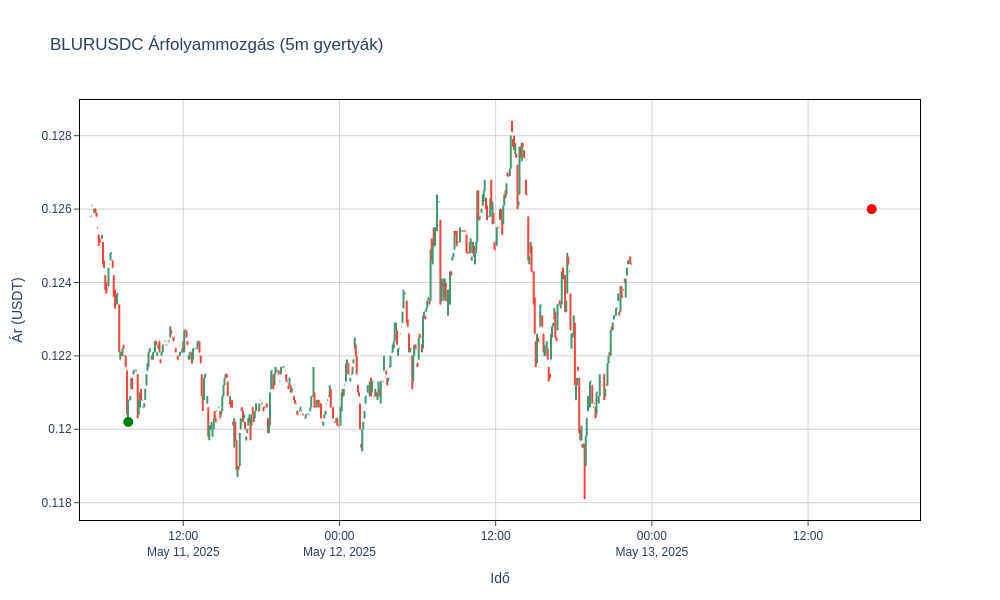 BLURUSDC Árfolyammozgás (5m gyertyák)
0.128
0.126
0.124
0.122
0.12
0.118
Ár (USDT)
12:00
May 11, 2025
00:00
May 12, 2025
12:00
00:00
May 13, 2025
12:00
Idő